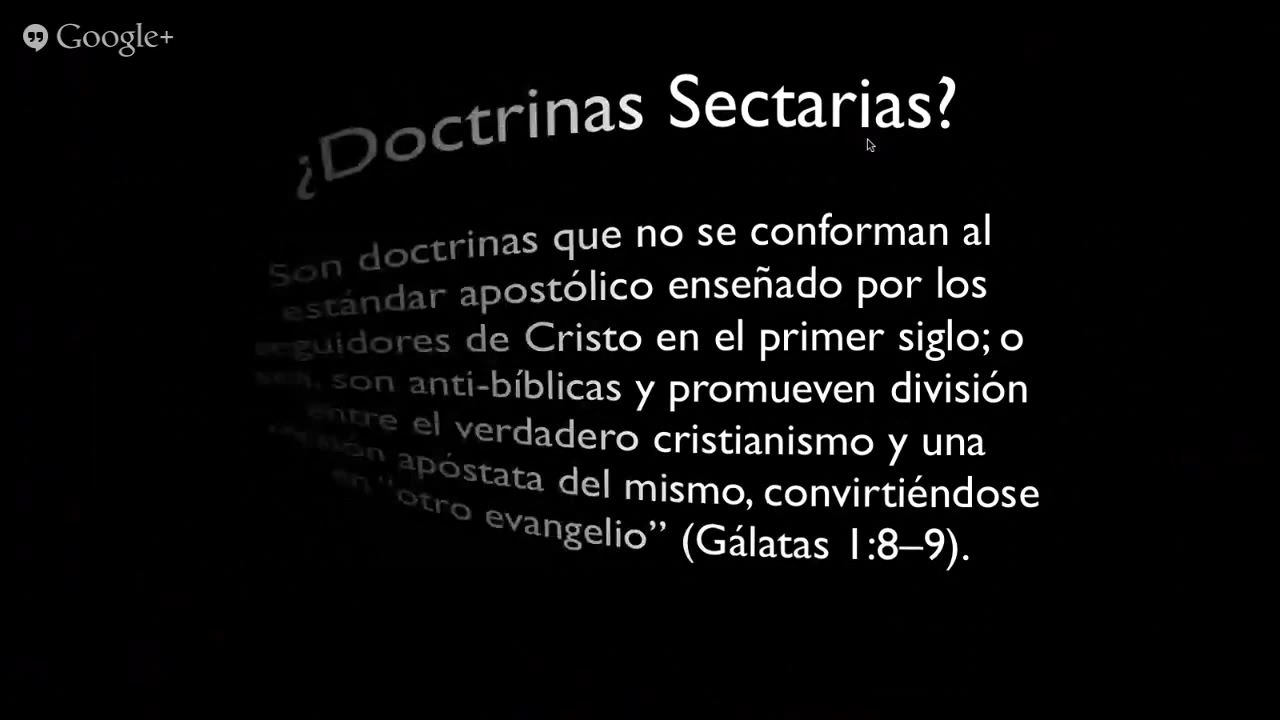 Google+
¿Doctrinas Sectarias?
Son doctrinas que no se conforman al
estándar apostólico enseñado por los
seguidores de Cristo en el primer siglo; o
sea, son anti-bíblicas y promueven división
entre el verdadero cristianismo y una
apóstata del mismo, convirtiéndose
en “otro evangelio” (Gálatas 1:8–9).